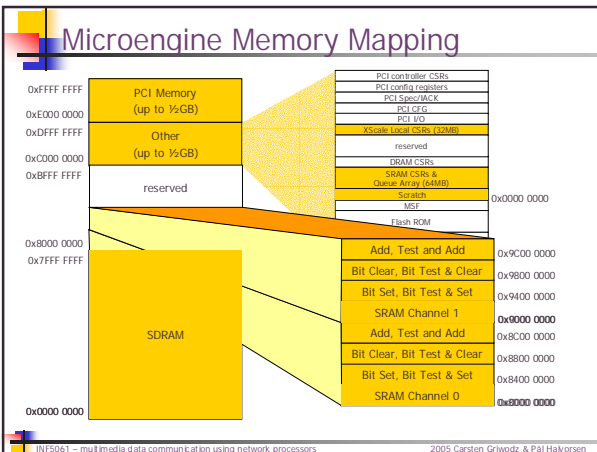 Microengine Memory Mapping
0xFFFF FFFF
PCI Memory
(up to ½GB)
0xE000 0000
0xDFFF FFFF
Other
(up to ½GB)
0xC000 0000
0xBFFF FFFF
reserved
0x8000 0000
0x7FFF FFFF
SDRAM
0x0000 0000
PCI controller CSRs
PCI config registers
PCI Spec/IACK
PCI CFG
PCI I/O
XScale Local CSRs (32MB)
reserved
DRAM CSRs
SRAM CSRs &
Queue Array (64MB)
Scratch
0x0000 0000
MSF
Flash ROM
Add, Test and Add
0x9C00 0000
Bit Clear, Bit Test & Clear
0x9800 0000
Bit Set, Bit Test & Set
0x9400 0000
SRAM Channel 1
0x9000 0000
Add, Test and Add
0x8C00 0000
Bit Clear, Bit Test & Clear
0x8800 0000
Bit Set, Bit Test & Set
0x8400 0000
SRAM Channel 0
INF5061 – multimedia data communication using network processors
2005 Carsten Griwodz & Pål Halvorsen